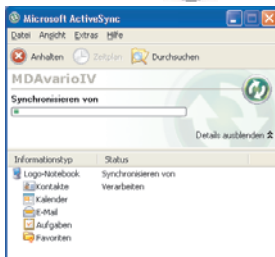 Microsoft ActiveSync
Datei Ansicht Extras Hilfe
Anhalten Zeitplan Durchsuchen
MDAvarioIV
Synchronisieren von
Details ausblenden
Informationstyp Status
Logo-Notebook Synchronisieren von
Kontakte Verarbeiten
Kalender
E-Mail
Aufgaben
Favoriten